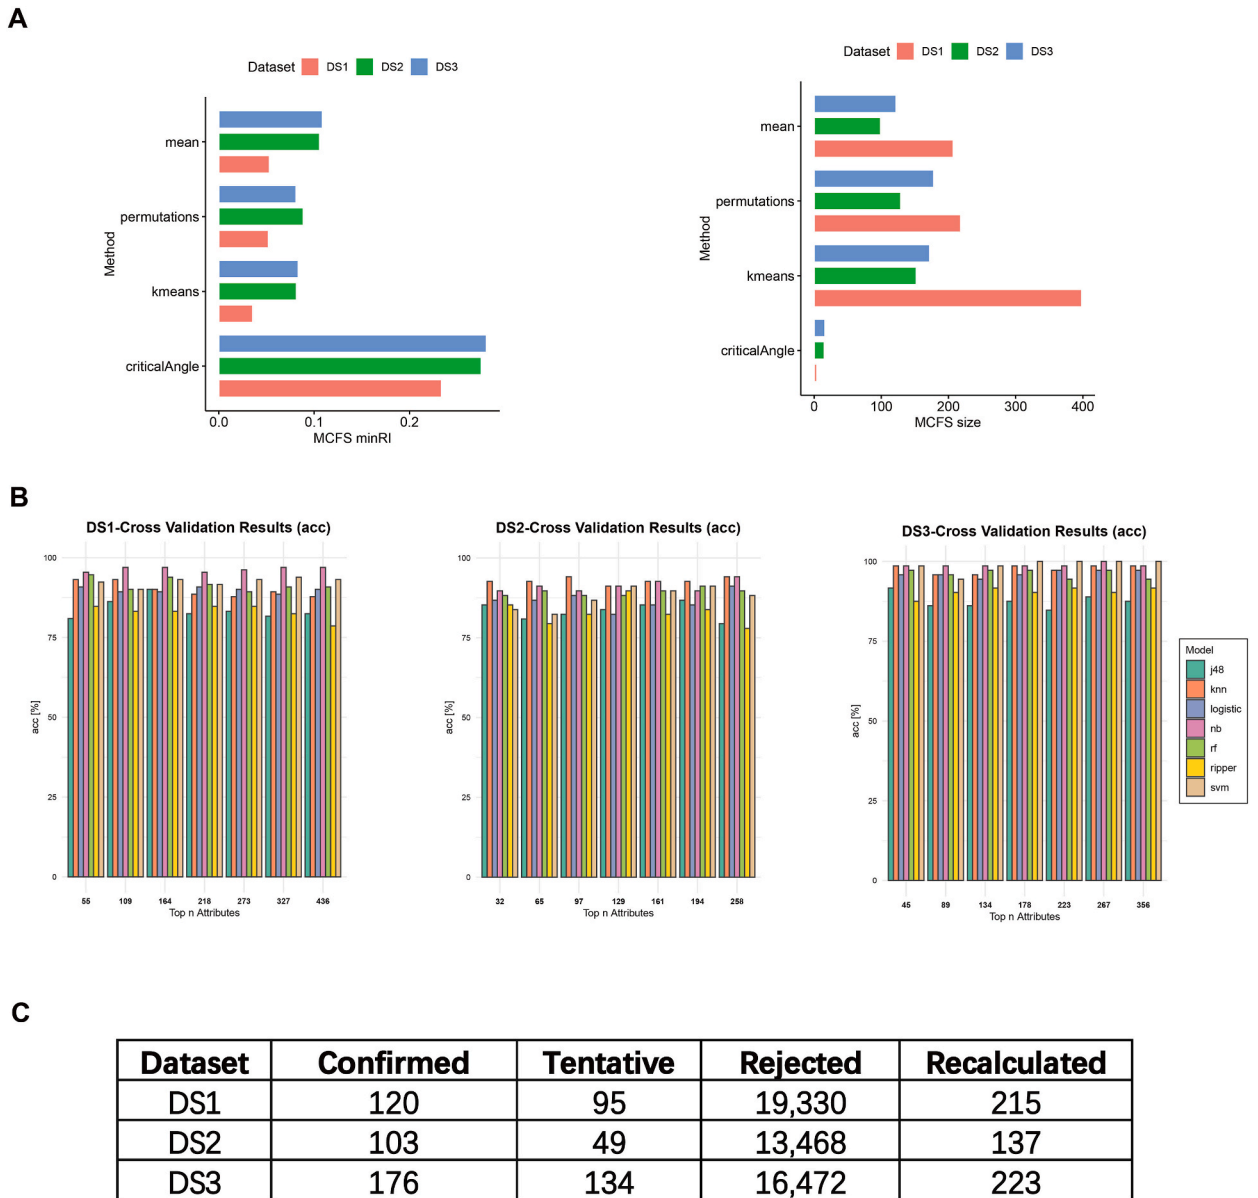 A
Dataset DS1 DS2 DS3
mean
permutations
kmeans
criticalAngle
Method
0.0 0.1 0.2
MCFS minRI
Dataset DS1 DS2 DS3
mean
permutations
kmeans
criticalAngle
Method
0 100 200 300 400
MCFS size
B
DS1-Cross Validation Results (acc)
100
75
50
25
0
acc [%]
55 109 164 218 273 327 436
Top n Attributes
DS2-Cross Validation Results (acc)
100
75
50
25
0
acc [%]
32 65 97 129 161 194 258
Top n Attributes
DS3-Cross Validation Results (acc)
100
75
50
25
0
acc [%]
45 89 134 178 223 267 356
Top n Attributes
Model
j48
knn
logistic
nb
rf
ripper
svm
C
Dataset Confirmed Tentative Rejected Recalculated
DS1 120 95 19,330 215
DS2 103 49 13,468 137
DS3 176 134 16,472 223